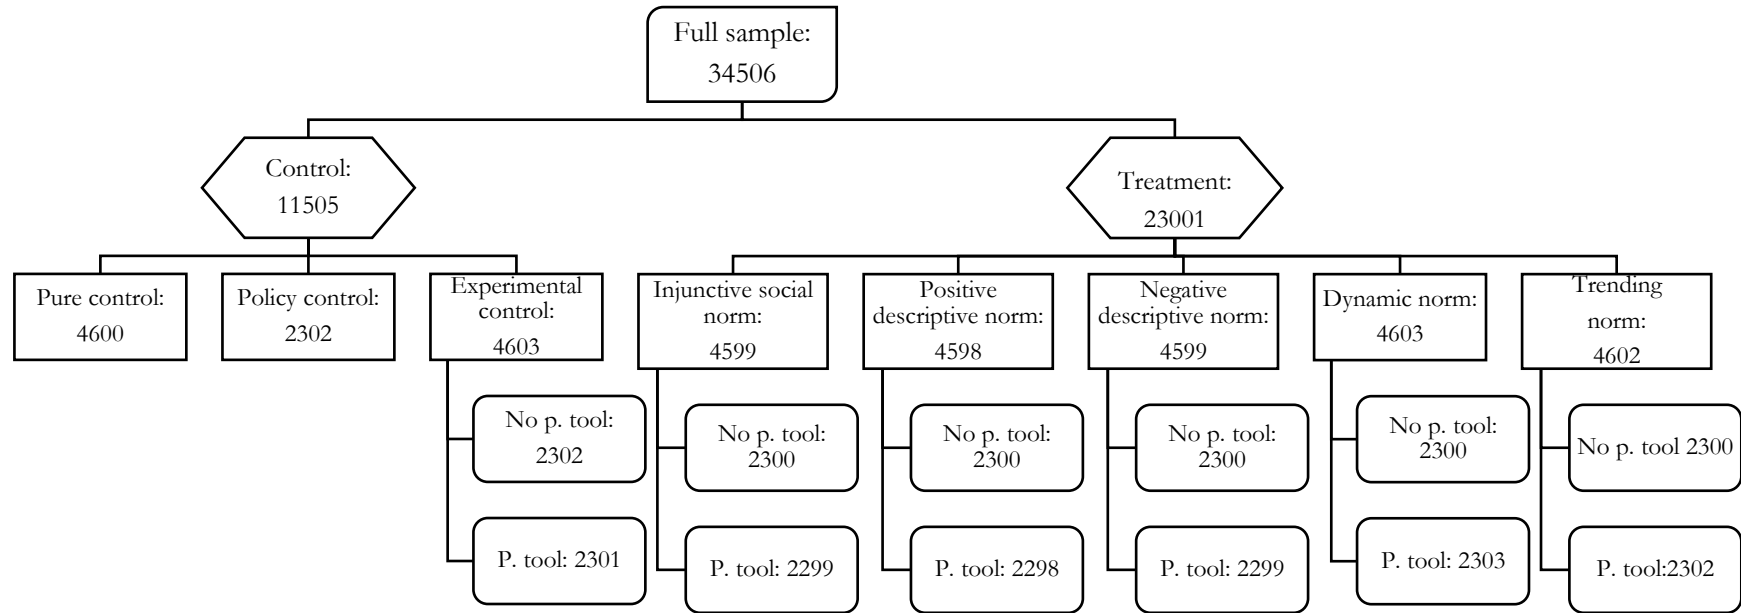 Full sample:
34506
Control:
11505
Treatment:
23001
Pure control:
4600
Policy control:
2302
Experimental
control:
4603
Injunctive social
norm:
4599
Positive
descriptive norm:
4598
Negative
descriptive norm:
4599
Dynamic norm:
4603
Trending
norm:
4602
No p. tool:
2302
No p. tool:
2300
No p. tool:
2300
No p. tool:
2300
No p. tool:
2300
No p. tool 2300
P. tool: 2301
P. tool: 2299
P. tool: 2298
P. tool: 2299
P. tool: 2303
P. tool:2302